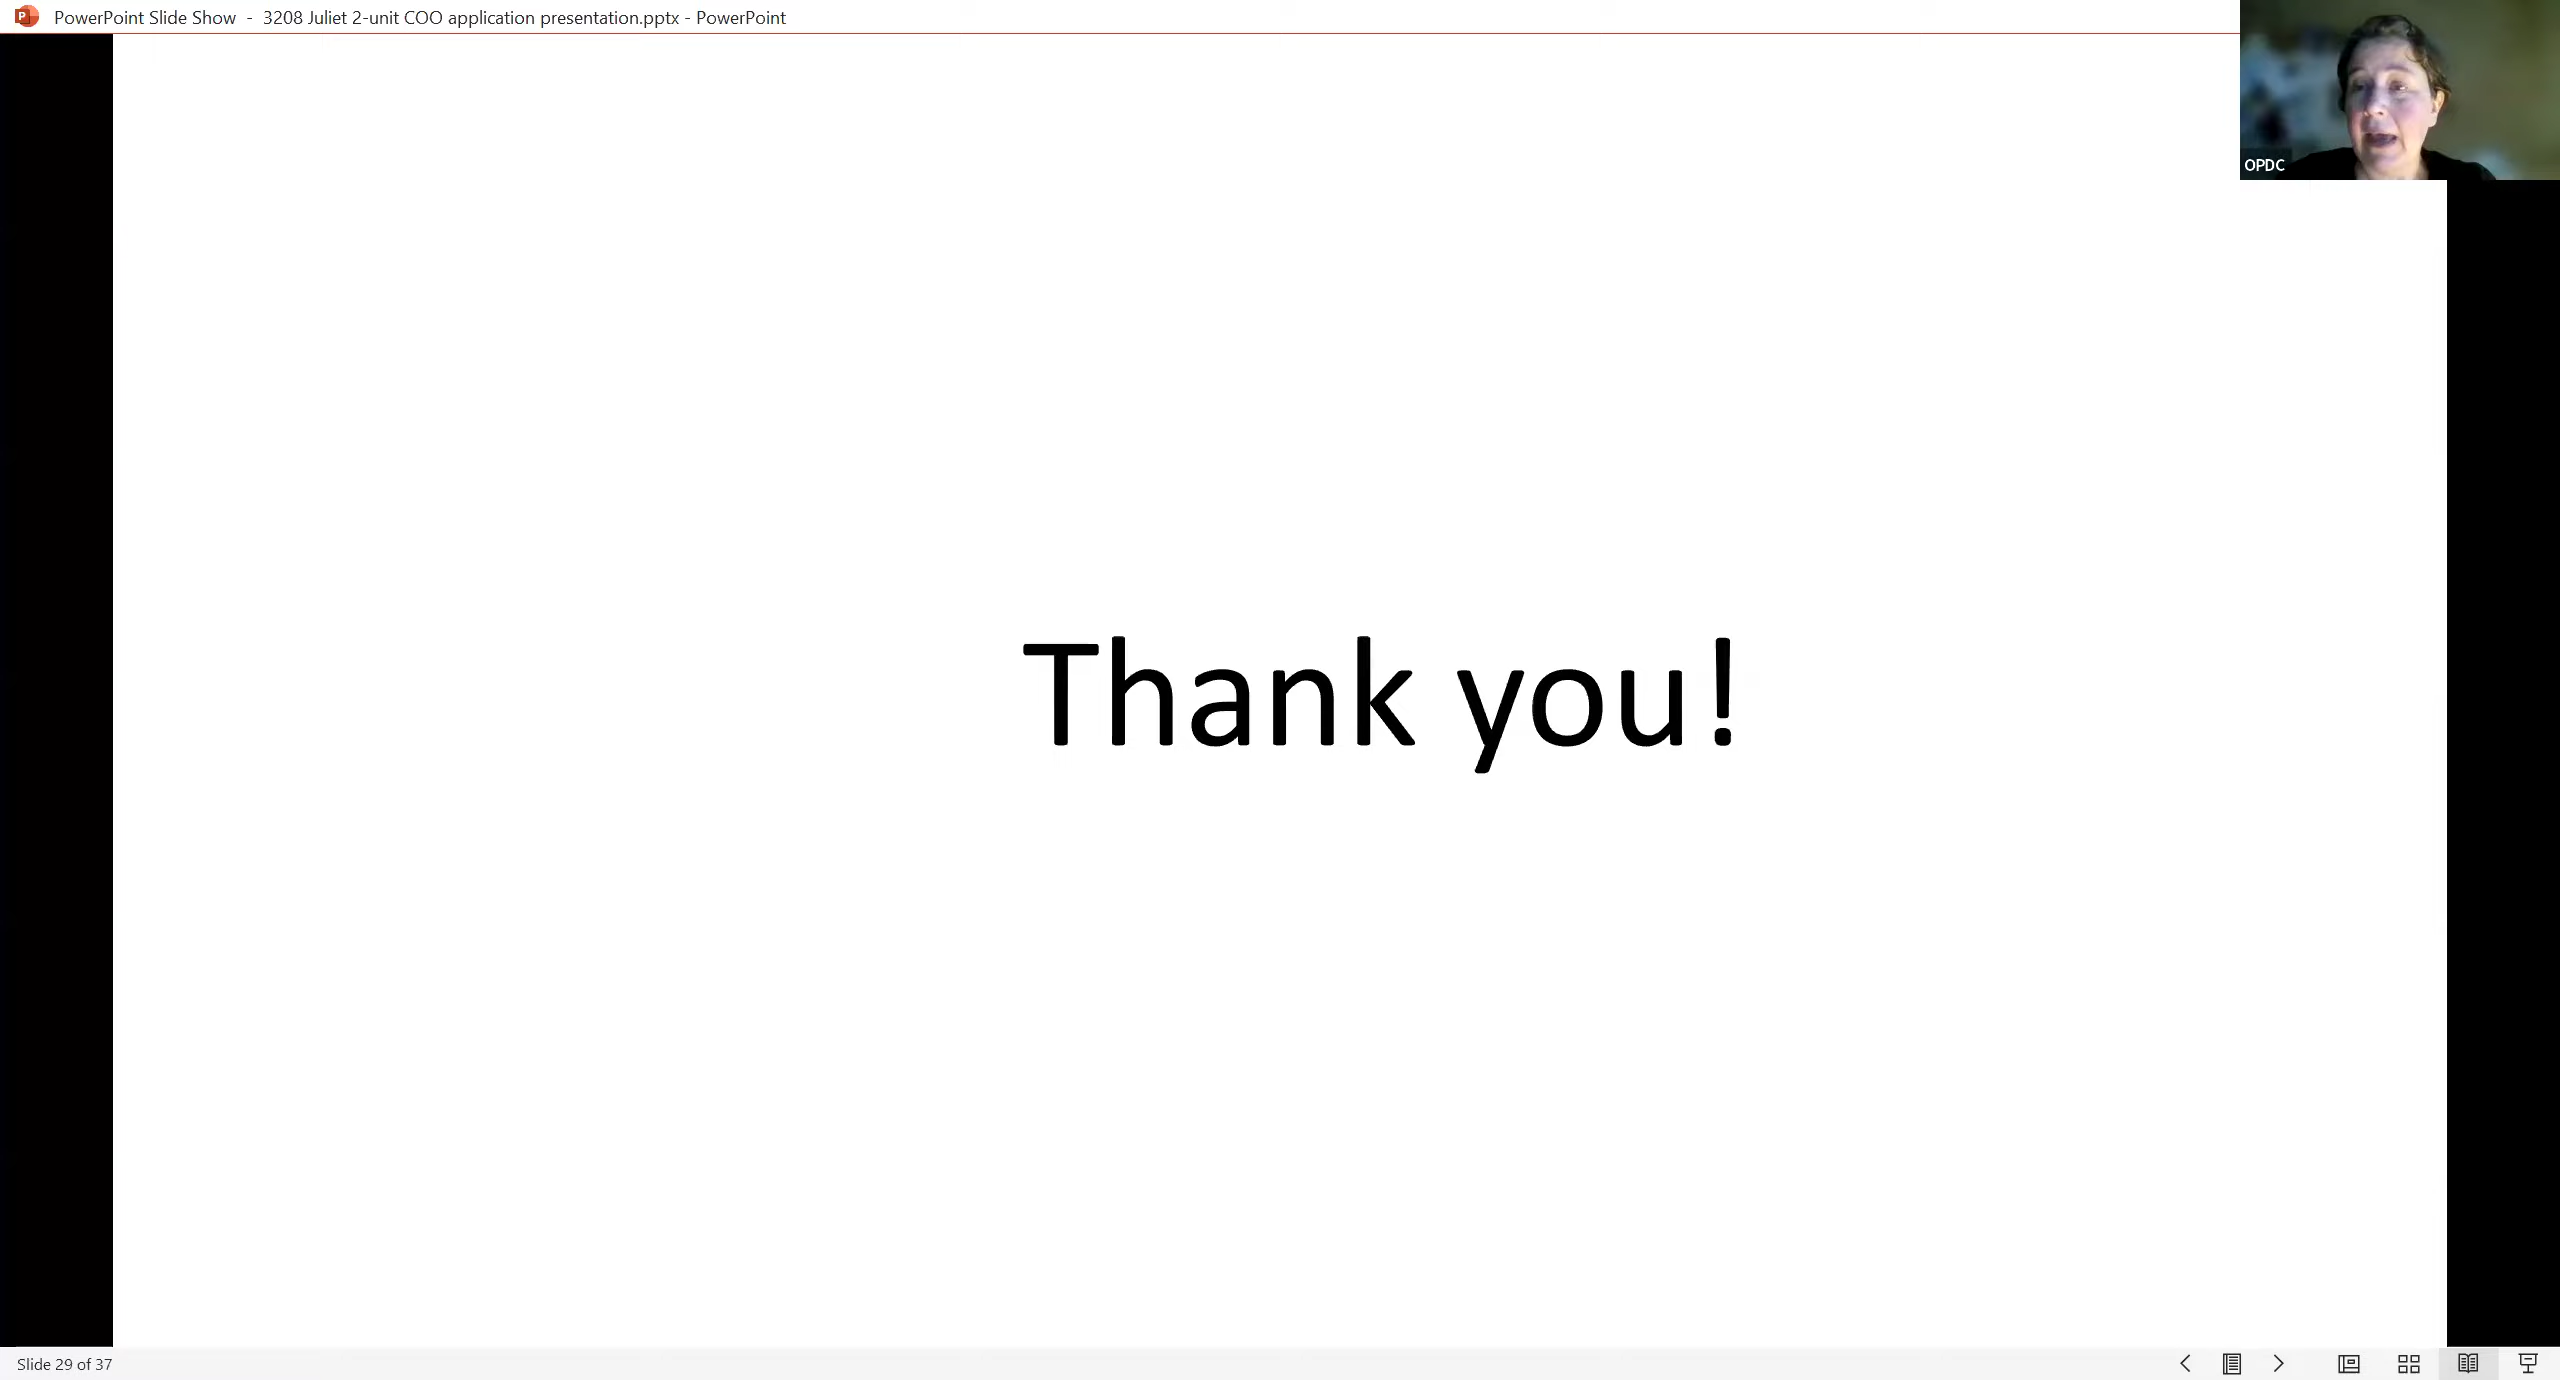 PowerPoint Slide Show - 3208 Juliet 2-unit COO application presentation.pptx - PowerPoint
OPDC
Thank you!
Slide 29 of 37